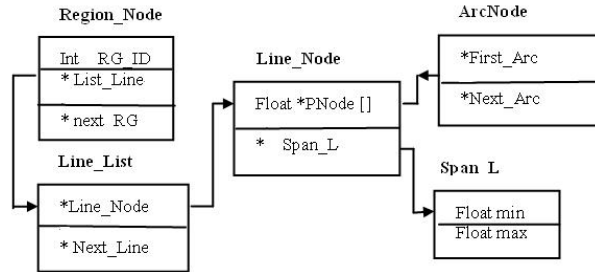 Region_Node
Int RG_ID
* List_Line
* next RG
Line_List
*Line_Node
* Next_Line
Line_Node
Float *PNode []
* Span_L
ArcNode
*First_Arc
*Next_Arc
Span L
Float min
Float max